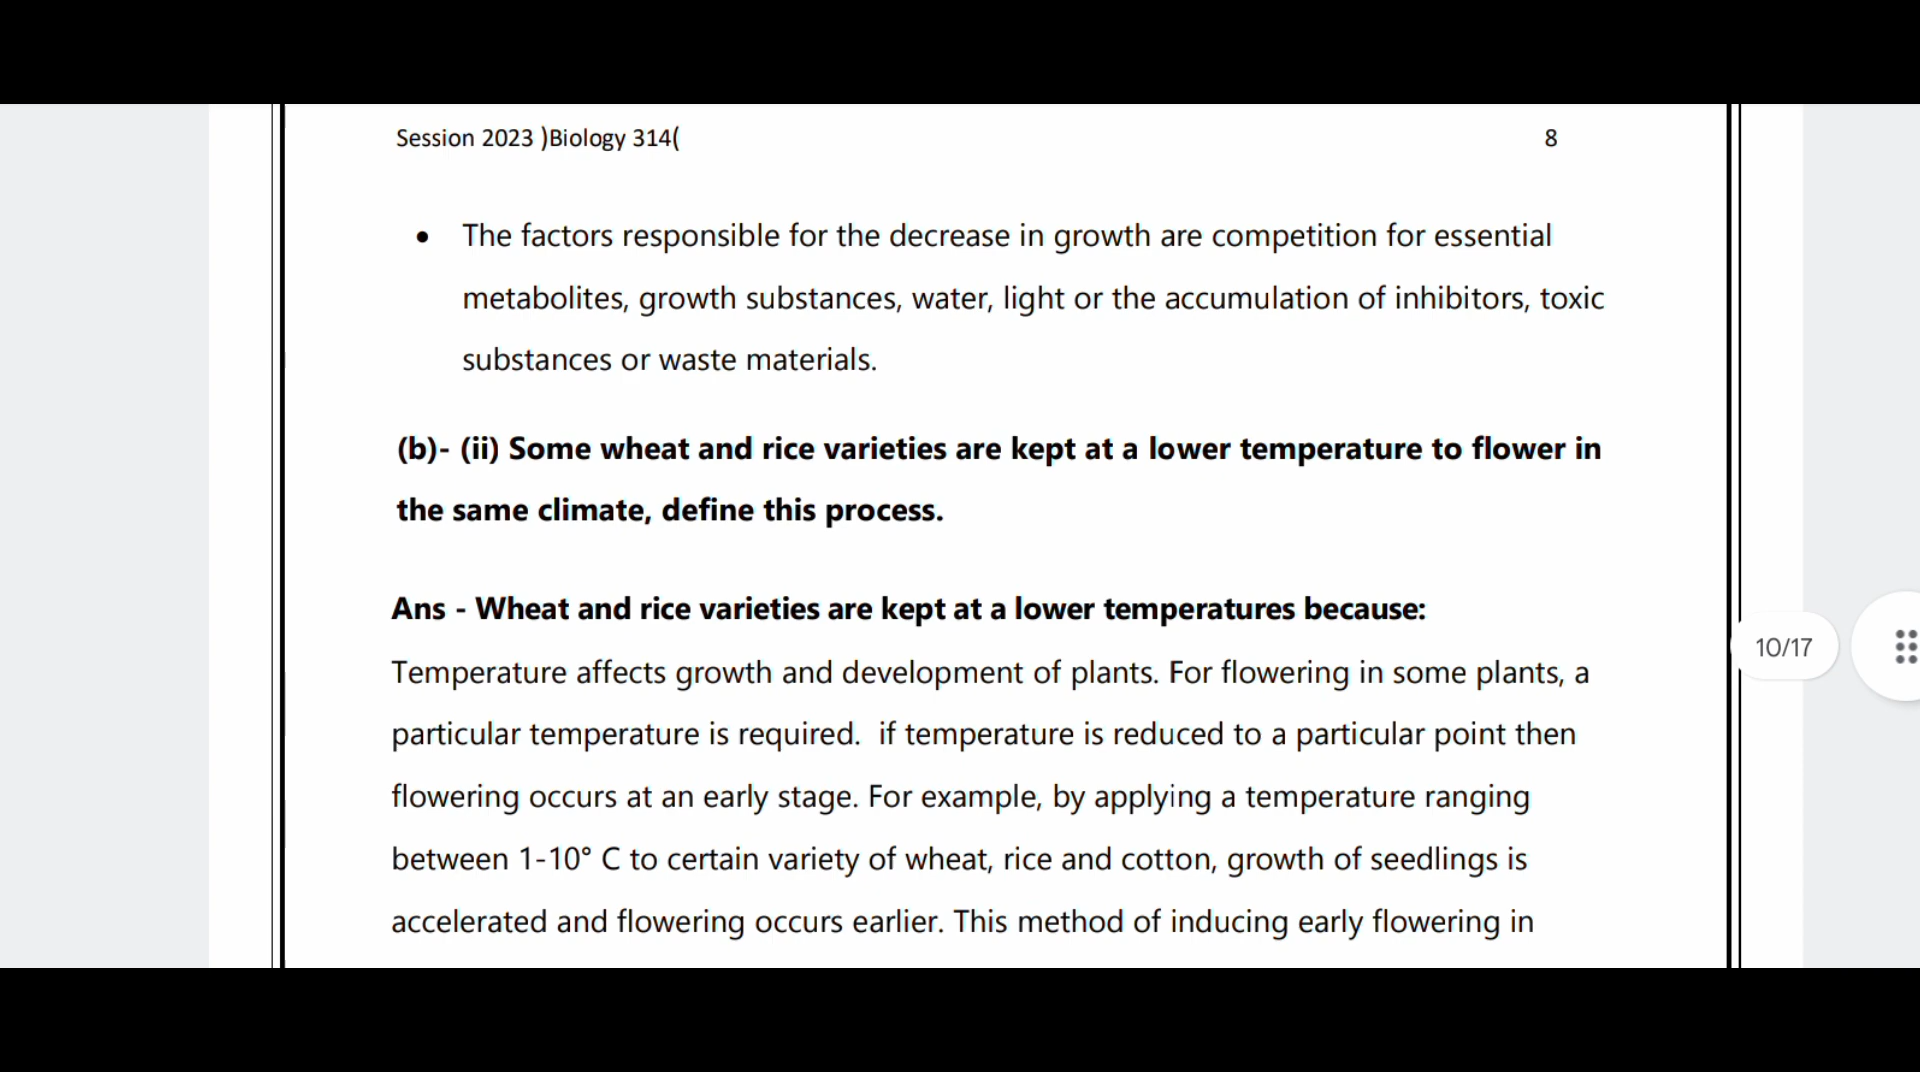 Session 2023 )Biology 314( 8
• The factors responsible for the decrease in growth are competition for essential
metabolites, growth substances, water, light or the accumulation of inhibitors, toxic
substances or waste materials.
(b)- (ii) Some wheat and rice varieties are kept at a lower temperature to flower in
the same climate, define this process.
Ans - Wheat and rice varieties are kept at a lower temperatures because:
Temperature affects growth and development of plants. For flowering in some plants, a
particular temperature is required.  if temperature is reduced to a particular point then
flowering occurs at an early stage. For example, by applying a temperature ranging
between 1-10° C to certain variety of wheat, rice and cotton, growth of seedlings is
accelerated and flowering occurs earlier. This method of inducing early flowering in
10/17